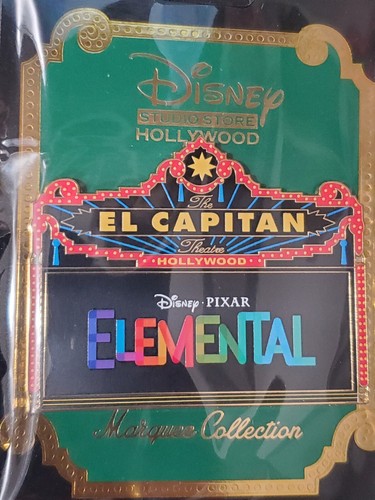 Disney
STUDIO STORE
HOLLYWOOD
The
EL CAPITAN
Theatre
HOLLYWOOD
Disney · PIXAR
ELEMENTAL
Marquee Collection